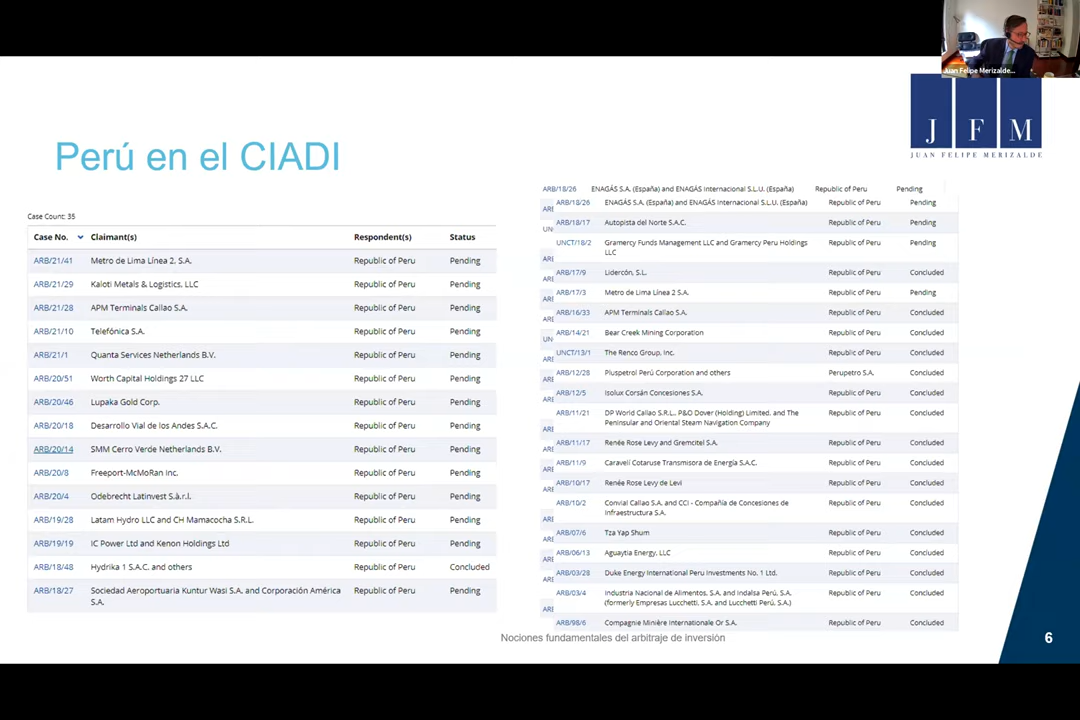 Juan Felipe Merizalde...
J F M
JUAN FELIPE MERIZALDE
Perú en el CIADI
Case Count: 35
Case No. Claimant(s) Respondent(s) Status
ARB/21/41 Metro de Lima Línea 2, S.A. Republic of Peru Pending
ARB/21/29 Kaloti Metals & Logistics, LLC Republic of Peru Pending
ARB/21/28 APM Terminals Callao S.A. Republic of Peru Pending
ARB/21/10 Telefónica S.A. Republic of Peru Pending
ARB/21/1 Quanta Services Netherlands B.V. Republic of Peru Pending
ARB/20/51 Worth Capital Holdings 27 LLC Republic of Peru Pending
ARB/20/46 Lupaka Gold Corp. Republic of Peru Pending
ARB/20/18 Desarrollo Vial de los Andes S.A.C. Republic of Peru Pending
ARB/20/14 SMM Cerro Verde Netherlands B.V. Republic of Peru Pending
ARB/20/8 Freeport-McMoRan Inc. Republic of Peru Pending
ARB/20/4 Odebrecht Latinvest S.à.r.l. Republic of Peru Pending
ARB/19/28 Latam Hydro LLC and CH Mamacocha S.R.L. Republic of Peru Pending
ARB/19/19 IC Power Ltd and Kenon Holdings Ltd Republic of Peru Pending
ARB/18/48 Hydrika 1 S.A.C. and others Republic of Peru Concluded
ARB/18/27 Sociedad Aeroportuaria Kuntur Wasi S.A. and Corporación América Republic of Peru Pending
S.A.
ARB/18/26 ENAGÁS S.A. (España) and ENAGÁS Internacional S.L.U. (España) Republic of Peru Pending
ARB/18/26 ENAGÁS S.A. (España) and ENAGÁS Internacional S.L.U. (España) Republic of Peru Pending
ARB/18/17 Autopista del Norte S.A.C. Republic of Peru Pending
UNCT/18/2 Gramercy Funds Management LLC and Gramercy Peru Holdings Republic of Peru Pending
LLC
ARB/17/9 Lidercón, S.L. Republic of Peru Concluded
ARB/17/3 Metro de Lima Línea 2 S.A. Republic of Peru Pending
ARB/16/33 APM Terminals Callao S.A. Republic of Peru Concluded
ARB/14/21 Bear Creek Mining Corporation Republic of Peru Concluded
UNCT/13/1 The Renco Group, Inc. Republic of Peru Concluded
ARB/12/28 Pluspetrol Perú Corporation and others Perupetro S.A. Concluded
ARB/12/5 Isolux Corsán Concesiones S.A. Republic of Peru Concluded
ARB/11/21 DP World Callao S.R.L., P&O Dover (Holding) Limited, and The Republic of Peru Concluded
Peninsular and Oriental Steam Navigation Company
ARB/11/17 Renée Rose Levy and Gremcitel S.A. Republic of Peru Concluded
ARB/11/9 Caravelí Cotaruse Transmisora de Energía S.A.C. Republic of Peru Concluded
ARB/10/17 Renée Rose Levy de Levi Republic of Peru Concluded
ARB/10/2 Convial Callao S.A. and CCI - Compañía de Concesiones de Republic of Peru Concluded
Infraestructura S.A.
ARB/07/6 Tza Yap Shum Republic of Peru Concluded
ARB/06/13 Aguaytia Energy, LLC Republic of Peru Concluded
ARB/03/28 Duke Energy International Peru Investments No. 1 Ltd. Republic of Peru Concluded
ARB/03/4 Industria Nacional de Alimentos, S.A. and Indalsa Perú, S.A. Republic of Peru Concluded
(formerly Empresas Lucchetti, S.A. and Lucchetti Perú, S.A.)
ARB/98/6 Compagnie Minière Internationale Or S.A. Republic of Peru Concluded
Nociones fundamentales del arbitraje de inversión
6